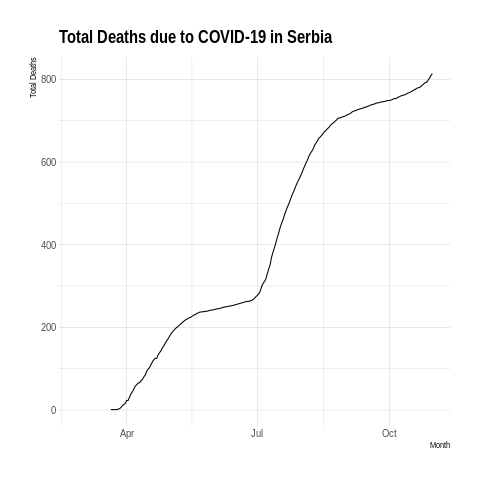 Total Deaths due to COVID-19 in Serbia
Total Deaths
800
600
400
200
0
Apr
Jul
Oct
Month